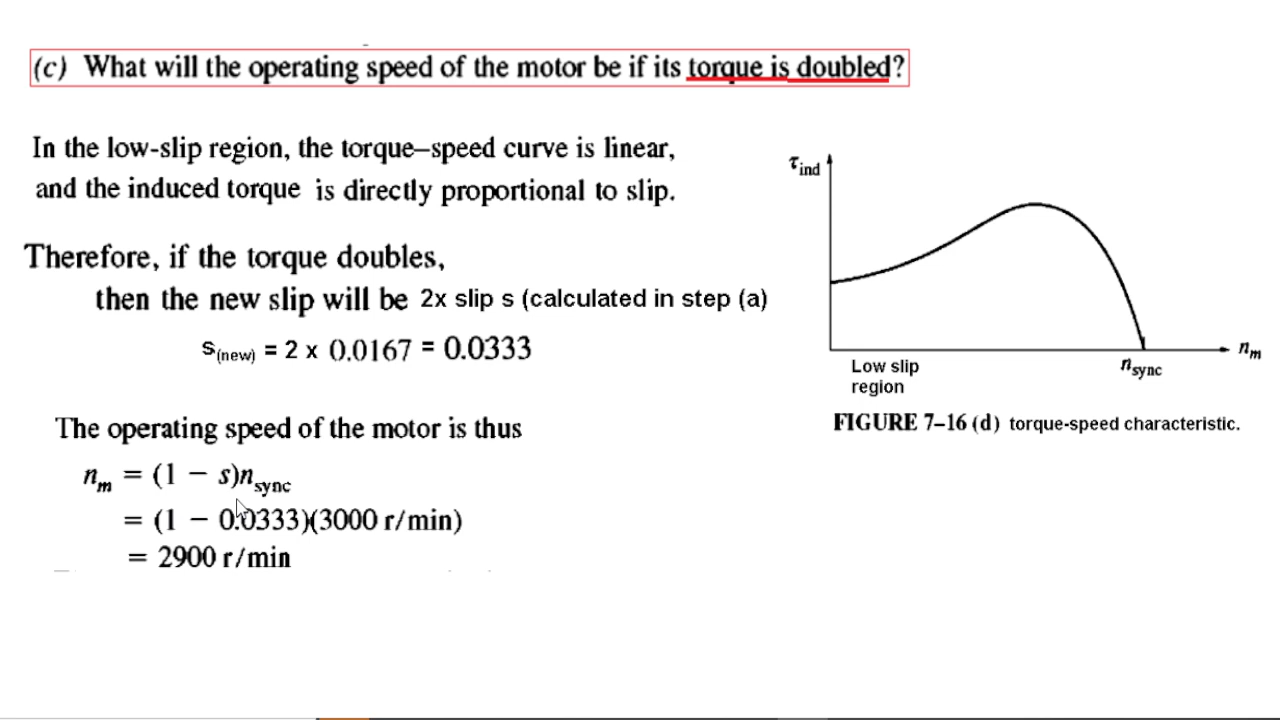 (c) What will the operating speed of the motor be if its torque is doubled?
In the low-slip region, the torque–speed curve is linear,
and the induced torque is directly proportional to slip.
Therefore, if the torque doubles,
then the new slip will be 2x slip s (calculated in step (a)
s(new) = 2 x 0.0167 = 0.0333
The operating speed of the motor is thus
nm = (1 − s)nsync
= (1 − 0.0333)(3000 r/min)
= 2900 r/min
τind
nm
Low slip
region
nsync
FIGURE 7–16 (d) torque-speed characteristic.